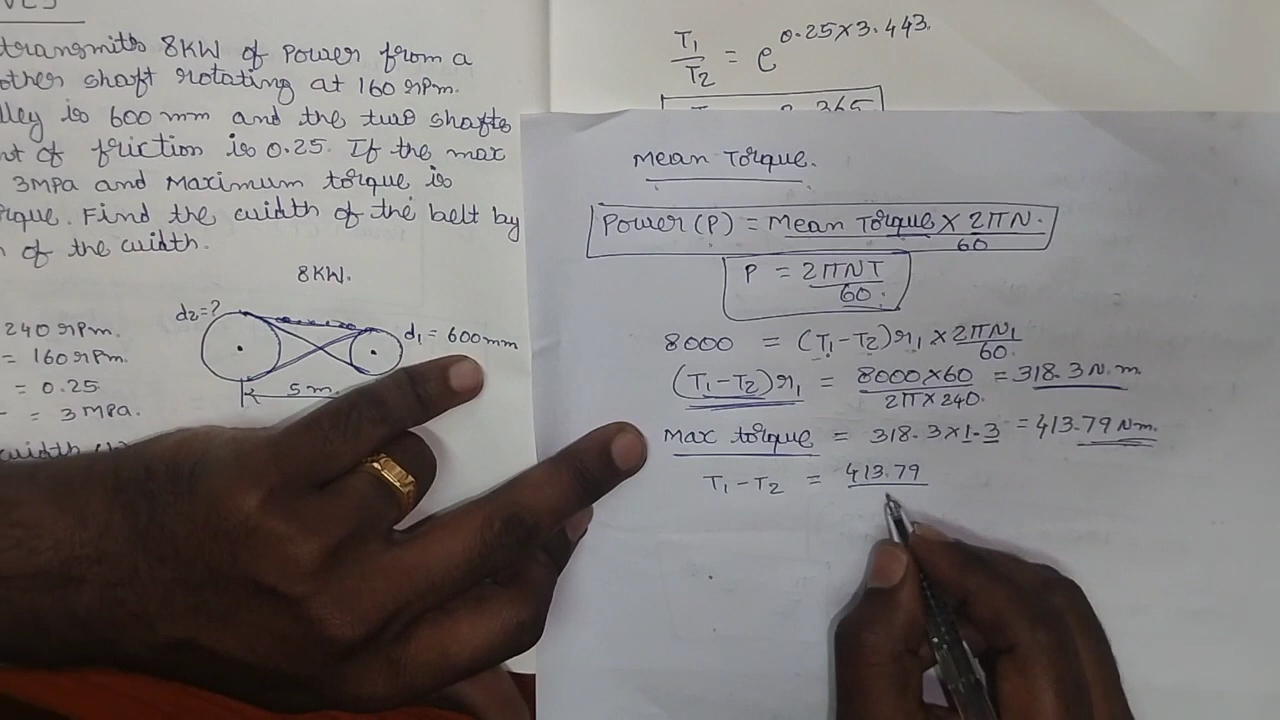 transmits 8KW of Power from a
other shaft rotating at 160 rpm.
lley is 600 mm and the two shafts
nt of friction is 0.25. If the max
3MPa and Maximum torque is
rque. Find the width of the belt by
n of the width.
8KW.
d2=?
d1 = 600mm
5m.
240 rpm.
= 160 rpm.
= 0.25
= 3 MPa.
T1/T2 = e^0.25×3.443.
Mean Torque.
Power (P) = Mean Torque × 2πN/60.
P = 2πNT/60.
8000 = (T1-T2)r1 × 2πN1/60.
(T1-T2)r1 = 8000×60/2π×240. = 318.3 N.m.
Max torque = 318.3×1.3 = 413.79 Nm.
T1-T2 = 413.79